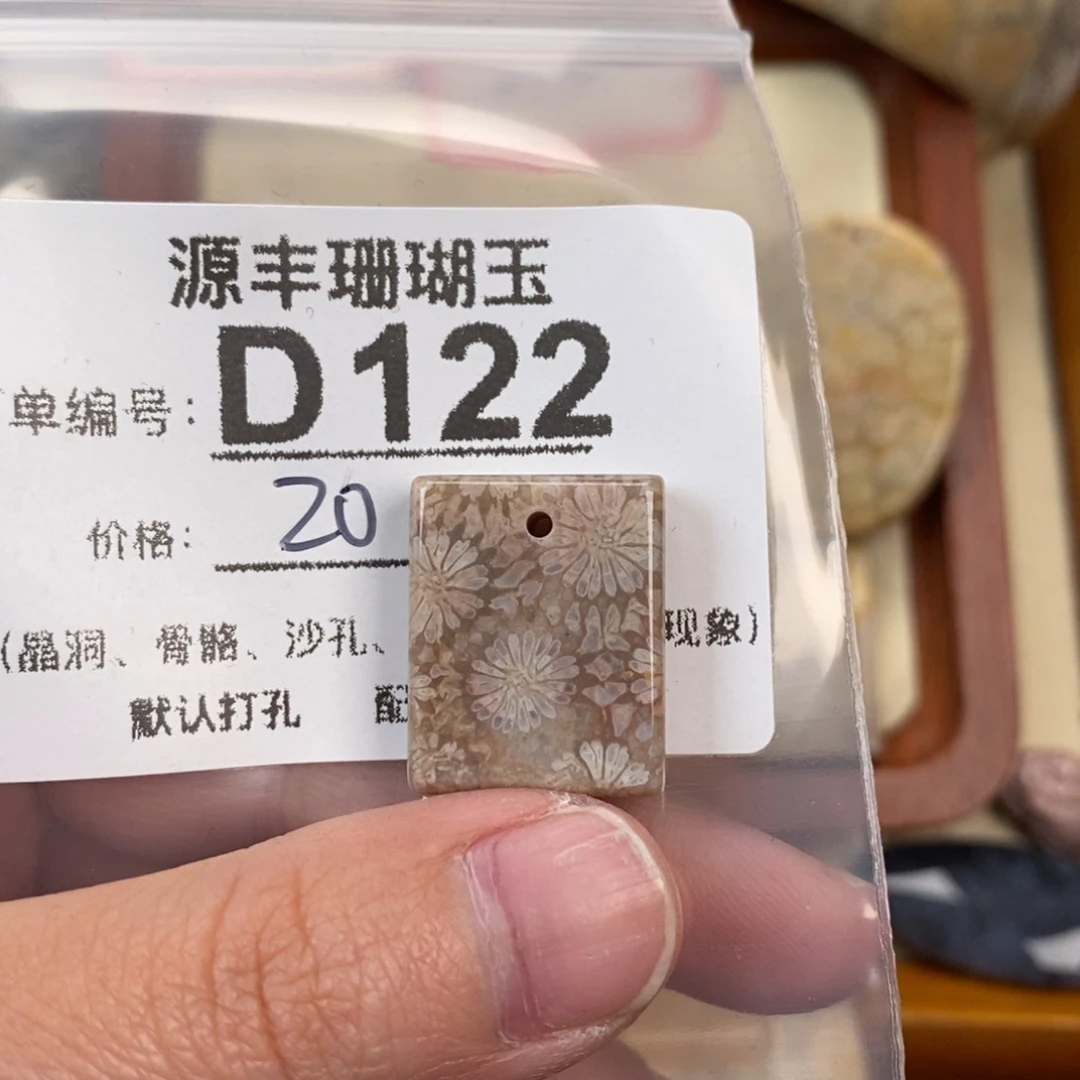 源丰珊瑚玉
单编号：D122
价格：20
（晶洞、骨骼、沙孔、现象）
默认打孔 配